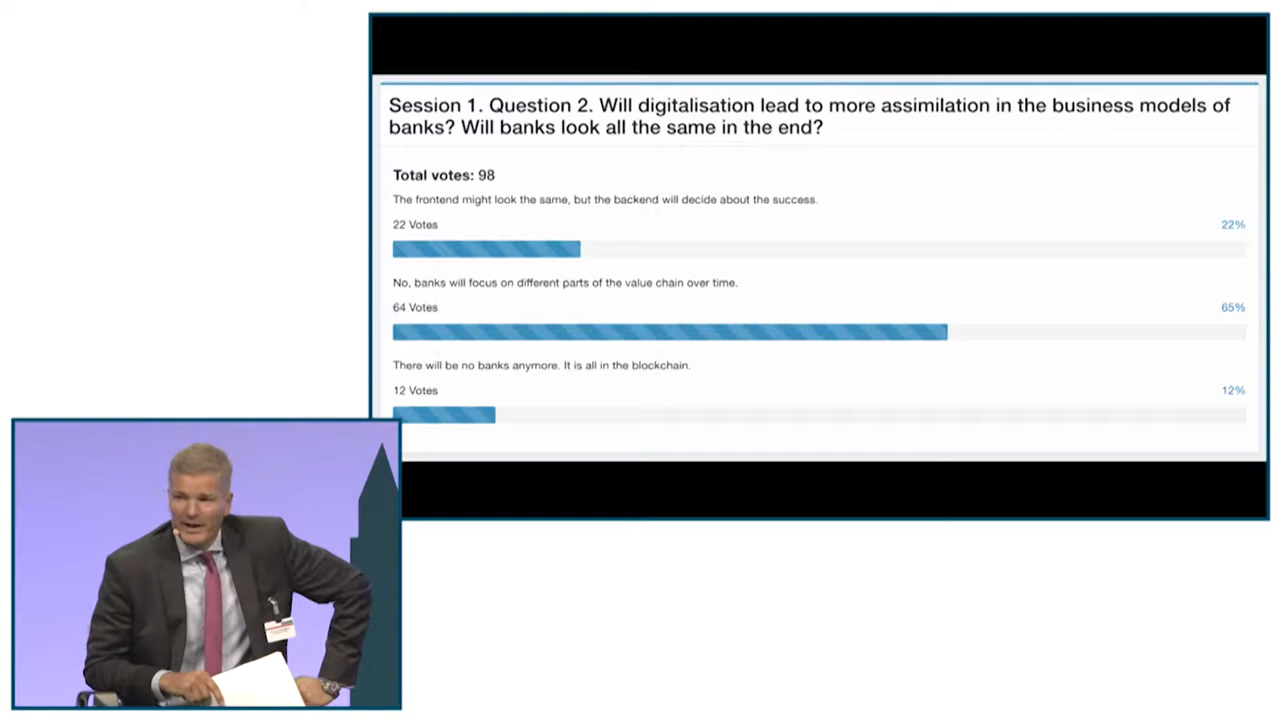 Session 1. Question 2. Will digitalisation lead to more assimilation in the business models of
banks? Will banks look all the same in the end?
Total votes: 98
The frontend might look the same, but the backend will decide about the success.
22 Votes
22%
No, banks will focus on different parts of the value chain over time.
64 Votes
65%
There will be no banks anymore. It is all in the blockchain.
12 Votes
12%